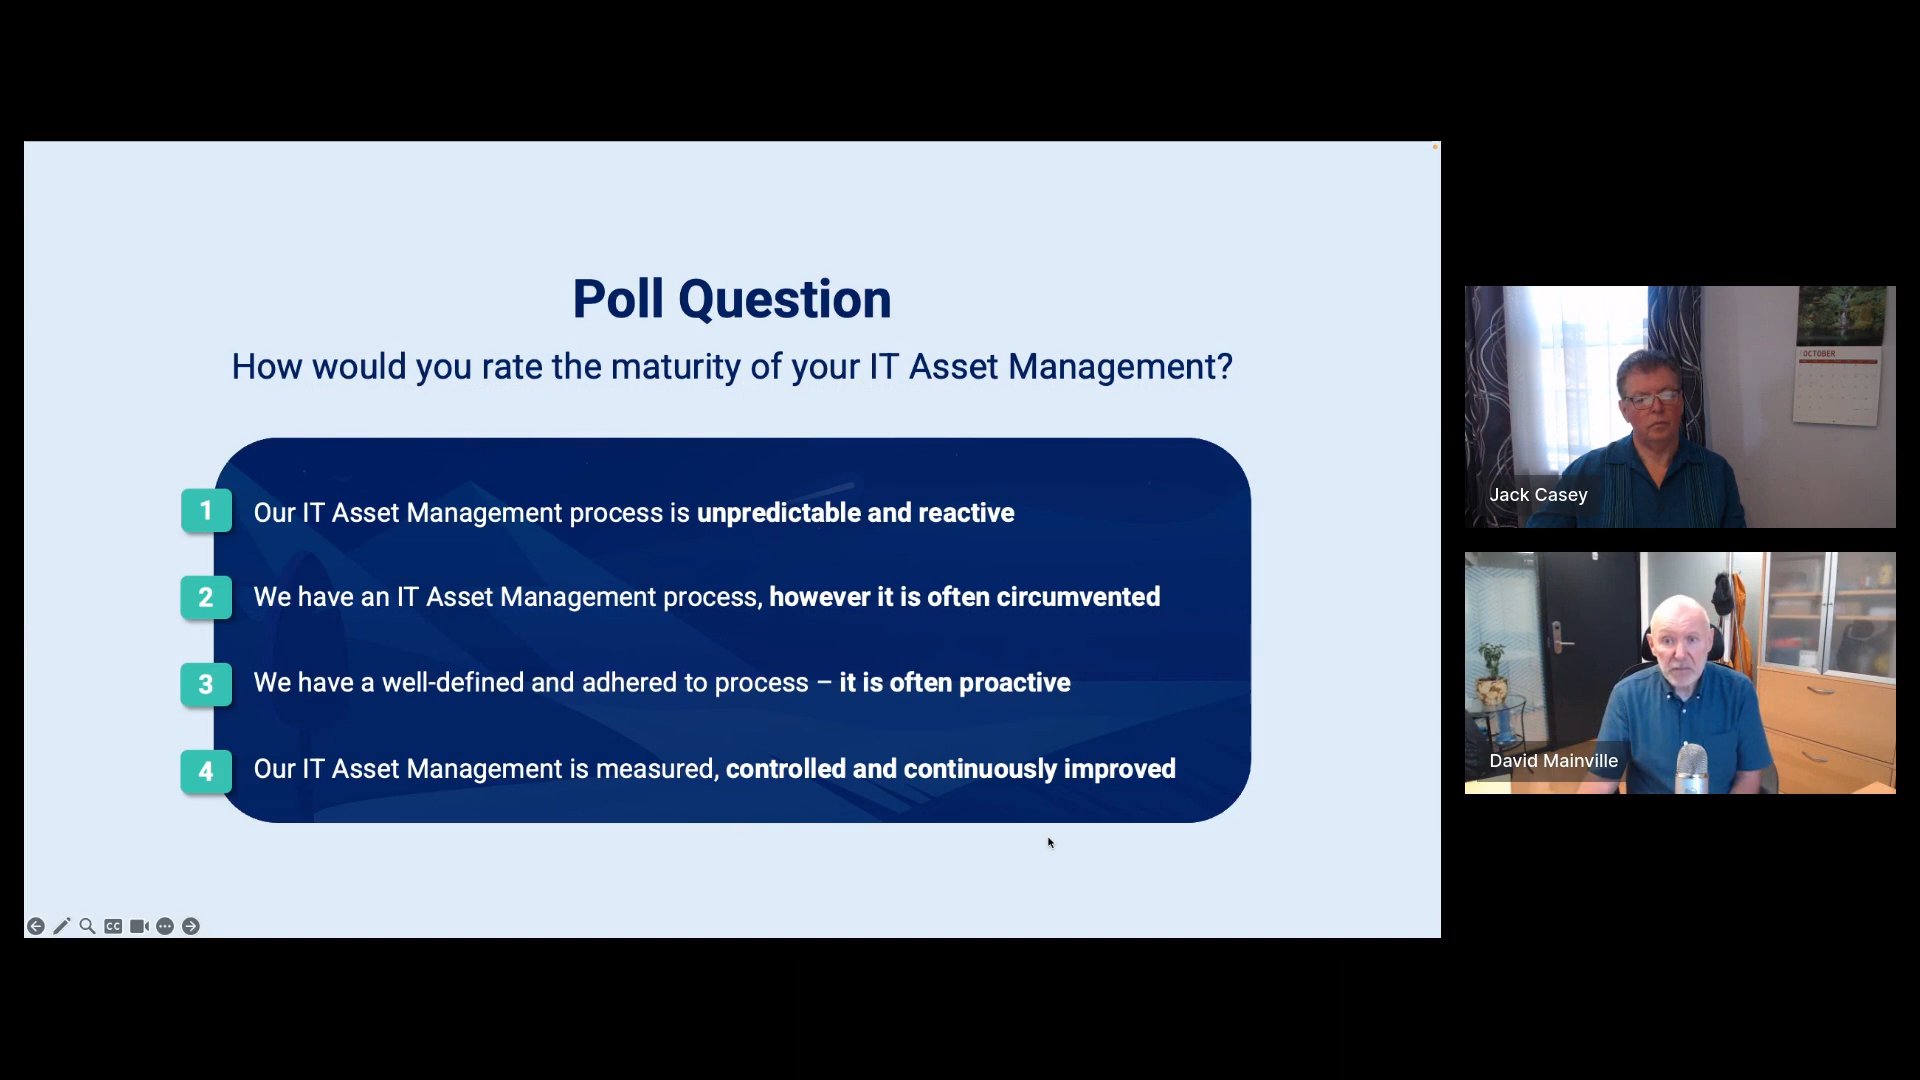 Poll Question
How would you rate the maturity of your IT Asset Management?
1 Our IT Asset Management process is unpredictable and reactive
2 We have an IT Asset Management process, however it is often circumvented
3 We have a well-defined and adhered to process – it is often proactive
4 Our IT Asset Management is measured, controlled and continuously improved
CC
OCTOBER
Jack Casey
David Mainville